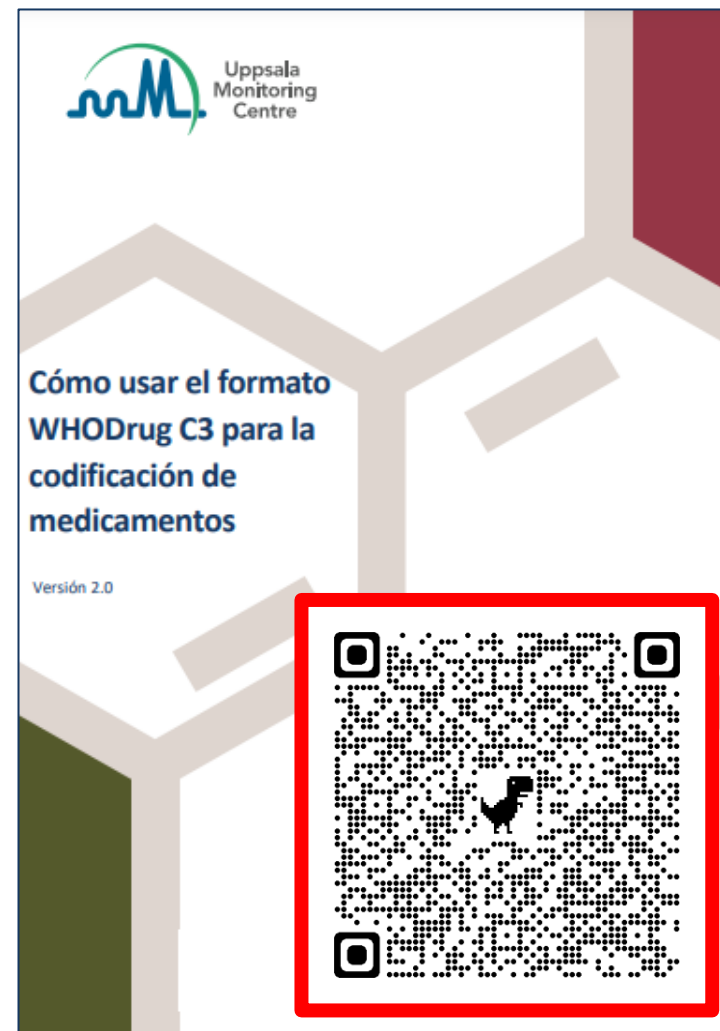 Uppsala
Monitoring
Centre
Cómo usar el formato
WHODrug C3 para la
codificación de
medicamentos
Versión 2.0